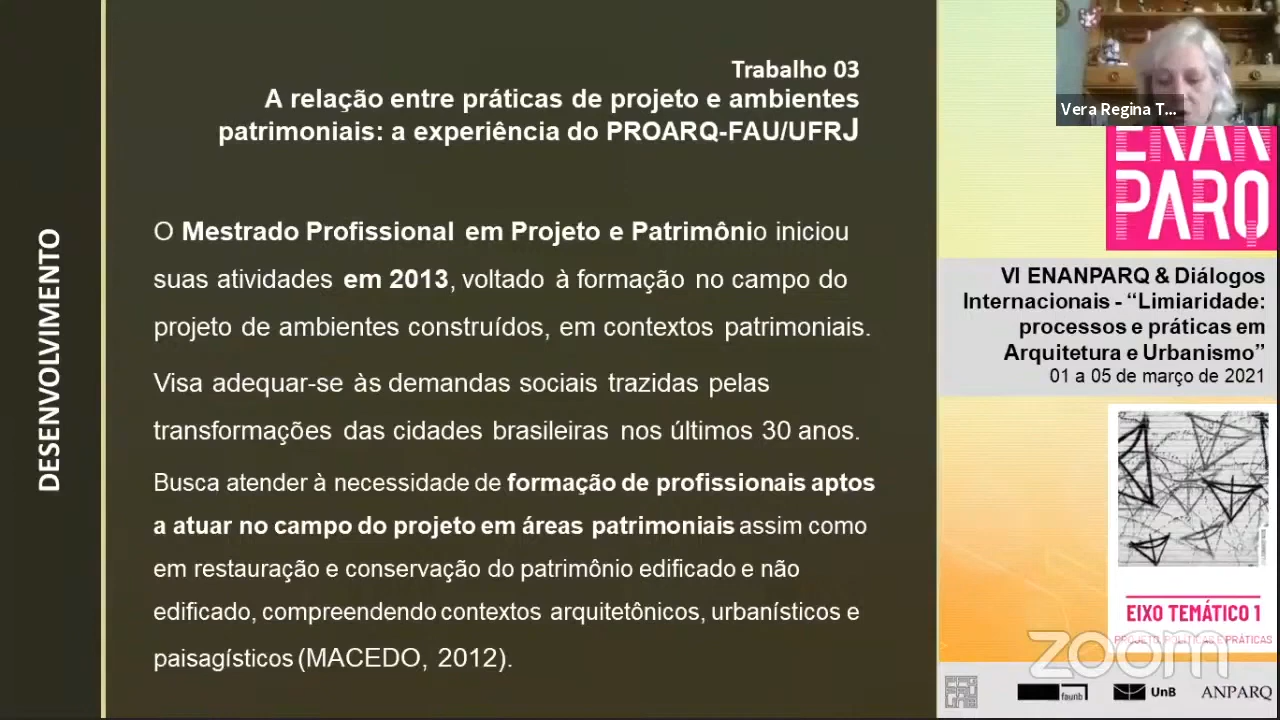 DESENVOLVIMENTO
Trabalho 03
A relação entre práticas de projeto e ambientes
patrimoniais: a experiência do PROARQ-FAU/UFRJ
O Mestrado Profissional em Projeto e Patrimônio iniciou
suas atividades em 2013, voltado à formação no campo do
projeto de ambientes construídos, em contextos patrimoniais.
Visa adequar-se às demandas sociais trazidas pelas
transformações das cidades brasileiras nos últimos 30 anos.
Busca atender à necessidade de formação de profissionais aptos
a atuar no campo do projeto em áreas patrimoniais assim como
em restauração e conservação do patrimônio edificado e não
edificado, compreendendo contextos arquitetônicos, urbanísticos e
paisagísticos (MACEDO, 2012).
Vera Regina T...
ENAN
PARQ
VI ENANPARQ & Diálogos
Internacionais - “Limiaridade:
processos e práticas em
Arquitetura e Urbanismo”
01 a 05 de março de 2021
EIXO TEMÁTICO 1
PROJETO, POLÍTICAS E PRÁTICAS
zoom
faunb
UnB
ANPARQ